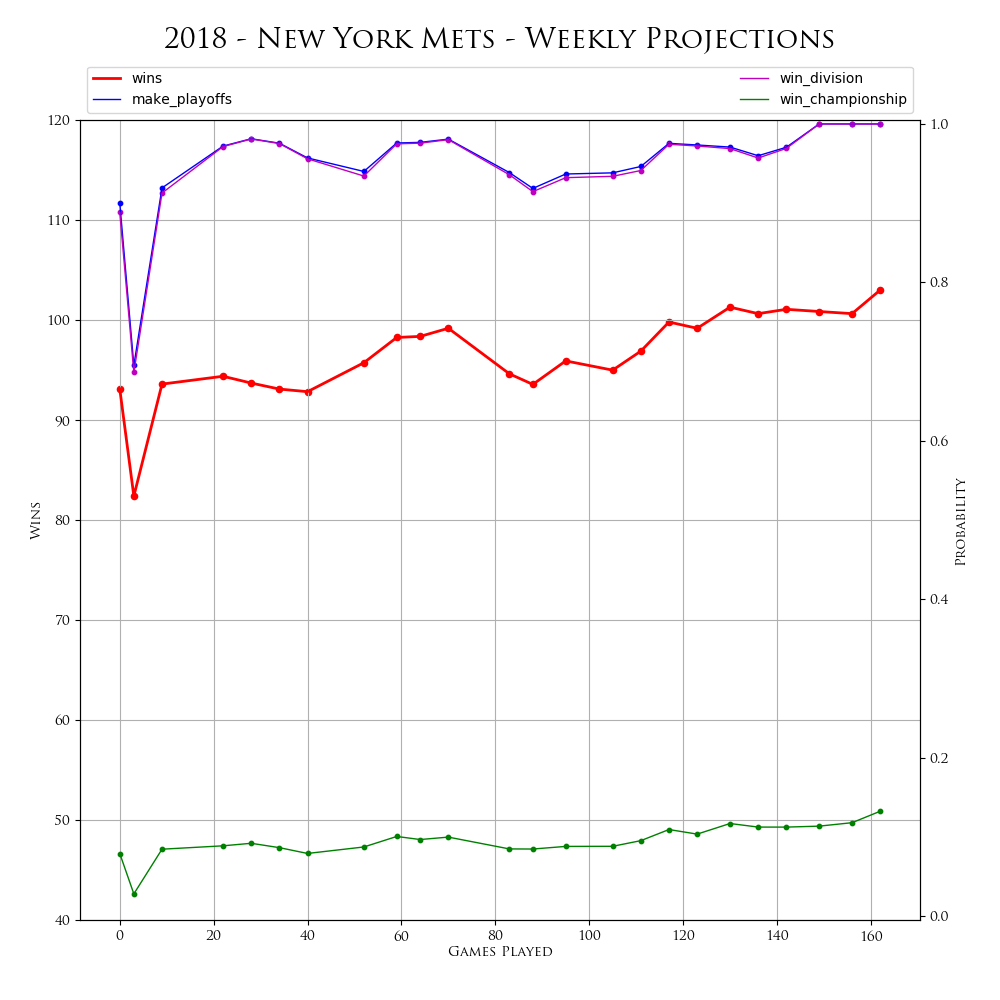 2018 - New York Mets - Weekly Projections
wins
make_playoffs
win_division
win_championship
120
110
100
90
80
70
60
50
40
Wins
1.0
0.8
0.6
0.4
0.2
0.0
Probability
0 20 40 60 80 100 120 140 160
Games Played